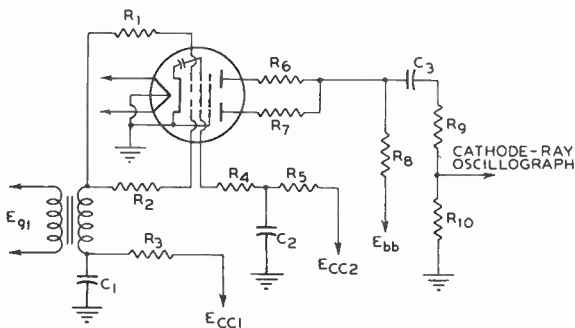 R1
R6
C3
R7
R9
CATHODE-RAY
OSCILLOGRAPH
R8
Eg1
R2
R4
R5
R10
R3
C2
Ebb
C1
ECC2
ECC1